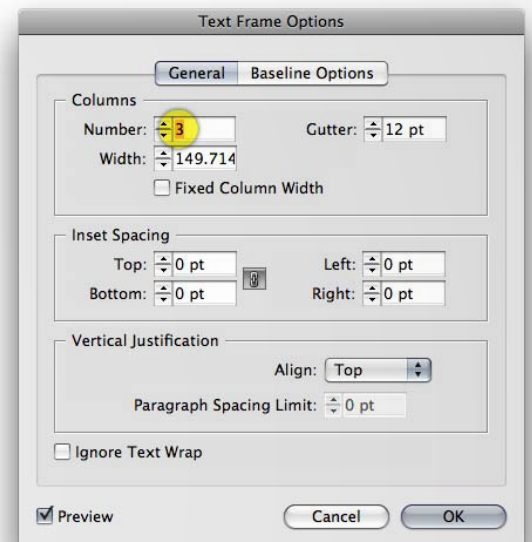 Text Frame Options
General Baseline Options
Columns
Number: 3 Gutter: 12 pt
Width: 149.714
Fixed Column Width
Inset Spacing
Top: 0 pt Left: 0 pt
Bottom: 0 pt Right: 0 pt
Vertical Justification
Align: Top
Paragraph Spacing Limit: 0 pt
Ignore Text Wrap
Preview Cancel OK